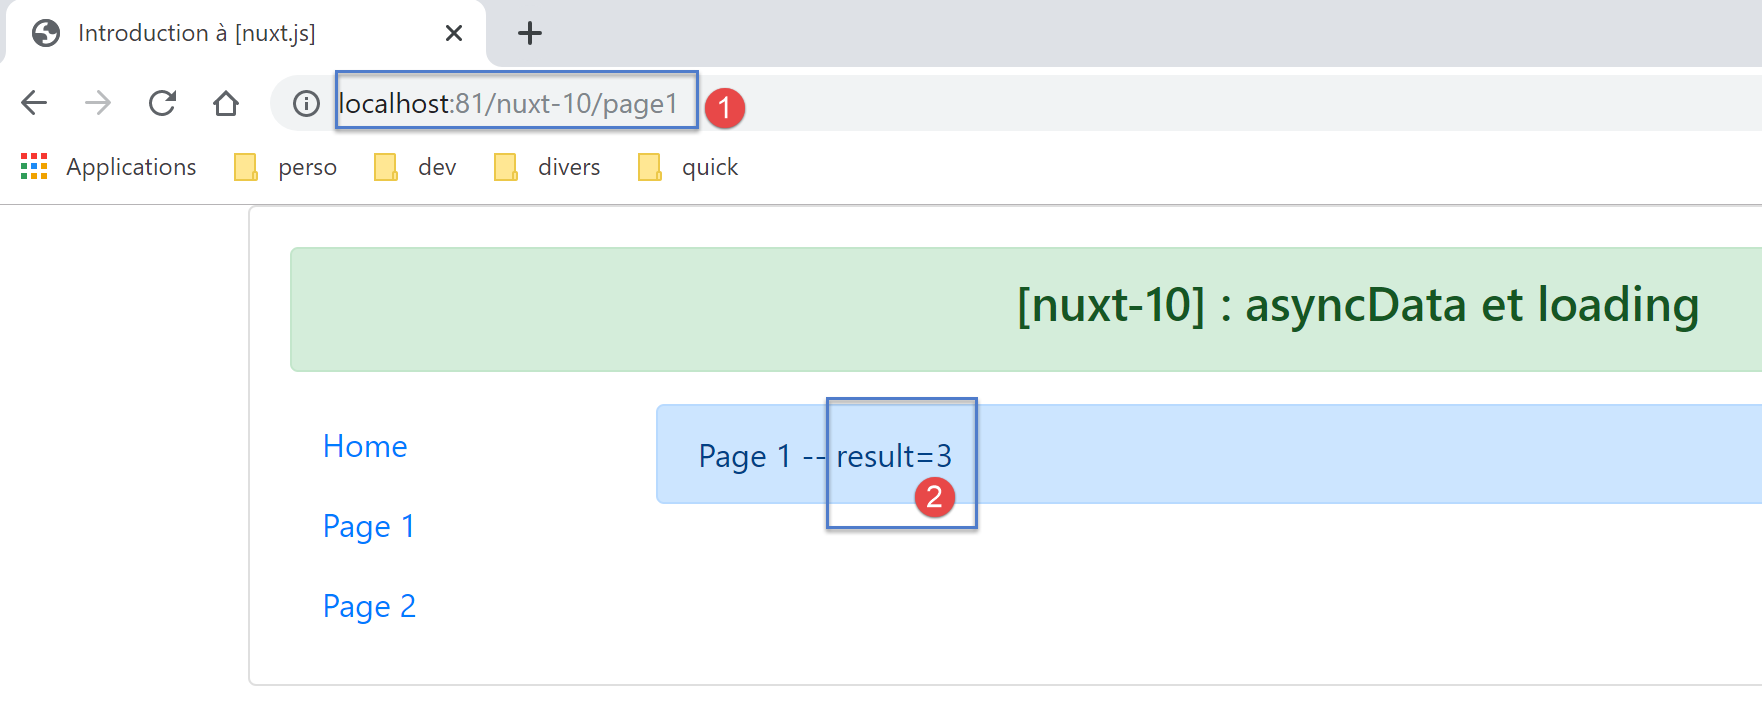 Introduction à [nuxt.js]
localhost:81/nuxt-10/page1 1
Applications perso dev divers quick
[nuxt-10] : asyncData et loading
Home
Page 1 -- result=3
2
Page 1
Page 2